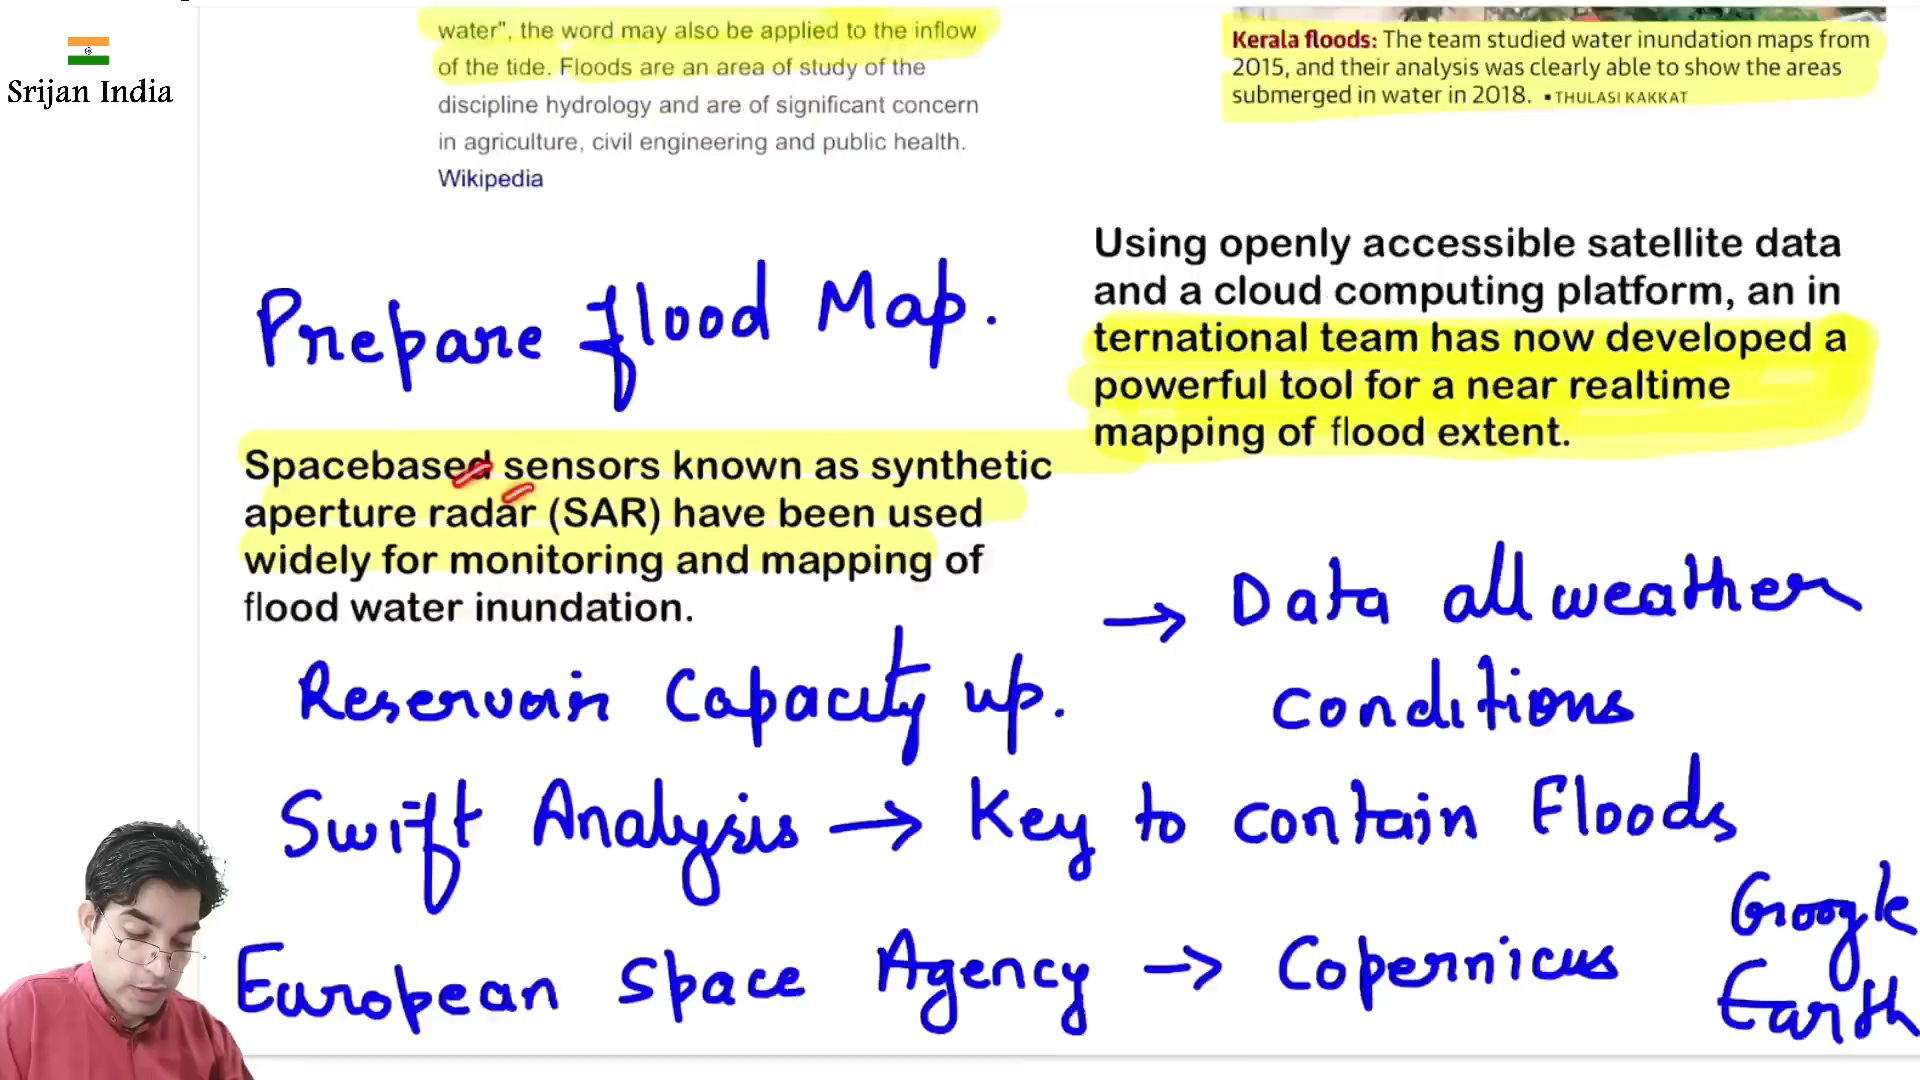 Srijan India
water", the word may also be applied to the inflow
of the tide. Floods are an area of study of the
discipline hydrology and are of significant concern
in agriculture, civil engineering and public health.
Wikipedia
Kerala floods: The team studied water inundation maps from
2015, and their analysis was clearly able to show the areas
submerged in water in 2018. ▪ THULASI KAKKAT
Prepare flood Map.
Using openly accessible satellite data
and a cloud computing platform, an in
ternational team has now developed a
powerful tool for a near realtime
mapping of flood extent.
Spacebased sensors known as synthetic
aperture radar (SAR) have been used
widely for monitoring and mapping of
flood water inundation.
→ Data all weather
conditions
Reservoir Capacity up.
Swift Analysis → Key to contain Floods
European Space Agency → Copernicus
Google
Earth